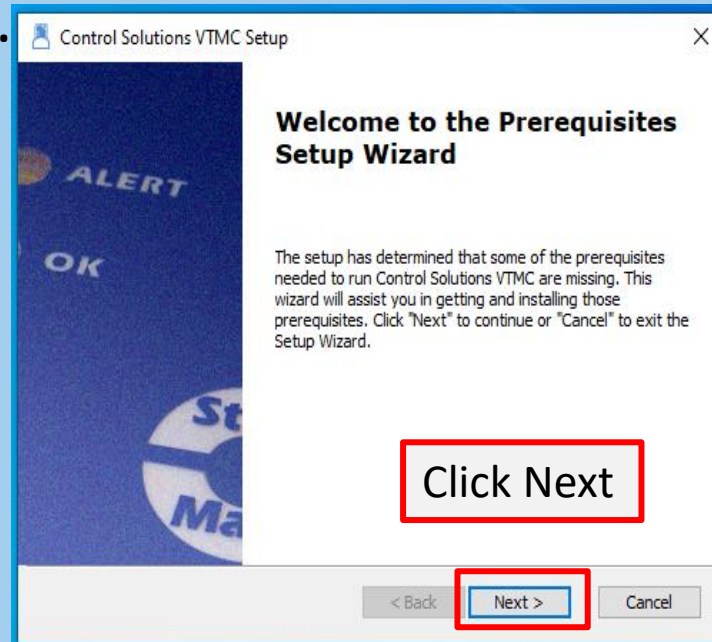 Control Solutions VTMC Setup
Welcome to the Prerequisites
Setup Wizard
ALERT
OK
The setup has determined that some of the prerequisites
needed to run Control Solutions VTMC are missing. This
wizard will assist you in getting and installing those
prerequisites. Click "Next" to continue or "Cancel" to exit the
Setup Wizard.
Click Next
< Back Next > Cancel